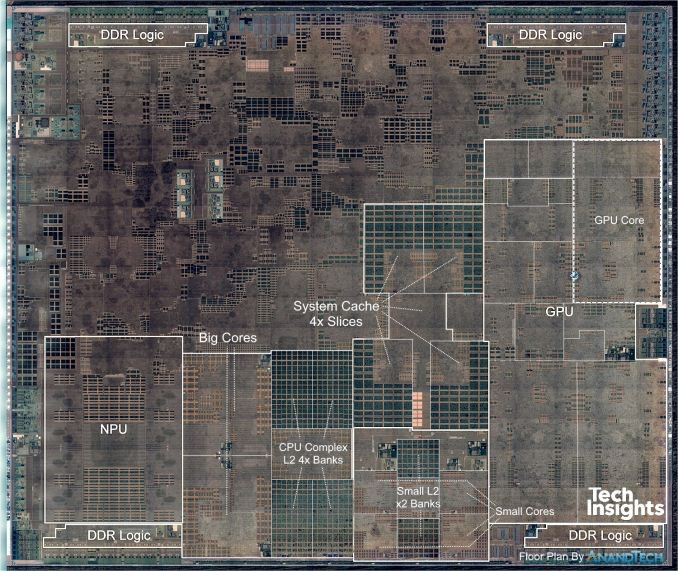 DDR Logic
DDR Logic
GPU Core
System Cache
4x Slices
GPU
Big Cores
NPU
CPU Complex
L2 4x Banks
Small L2
x2 Banks
Small Cores
Tech
Insights
DDR Logic
DDR Logic
Floor Plan By ANANDTECH